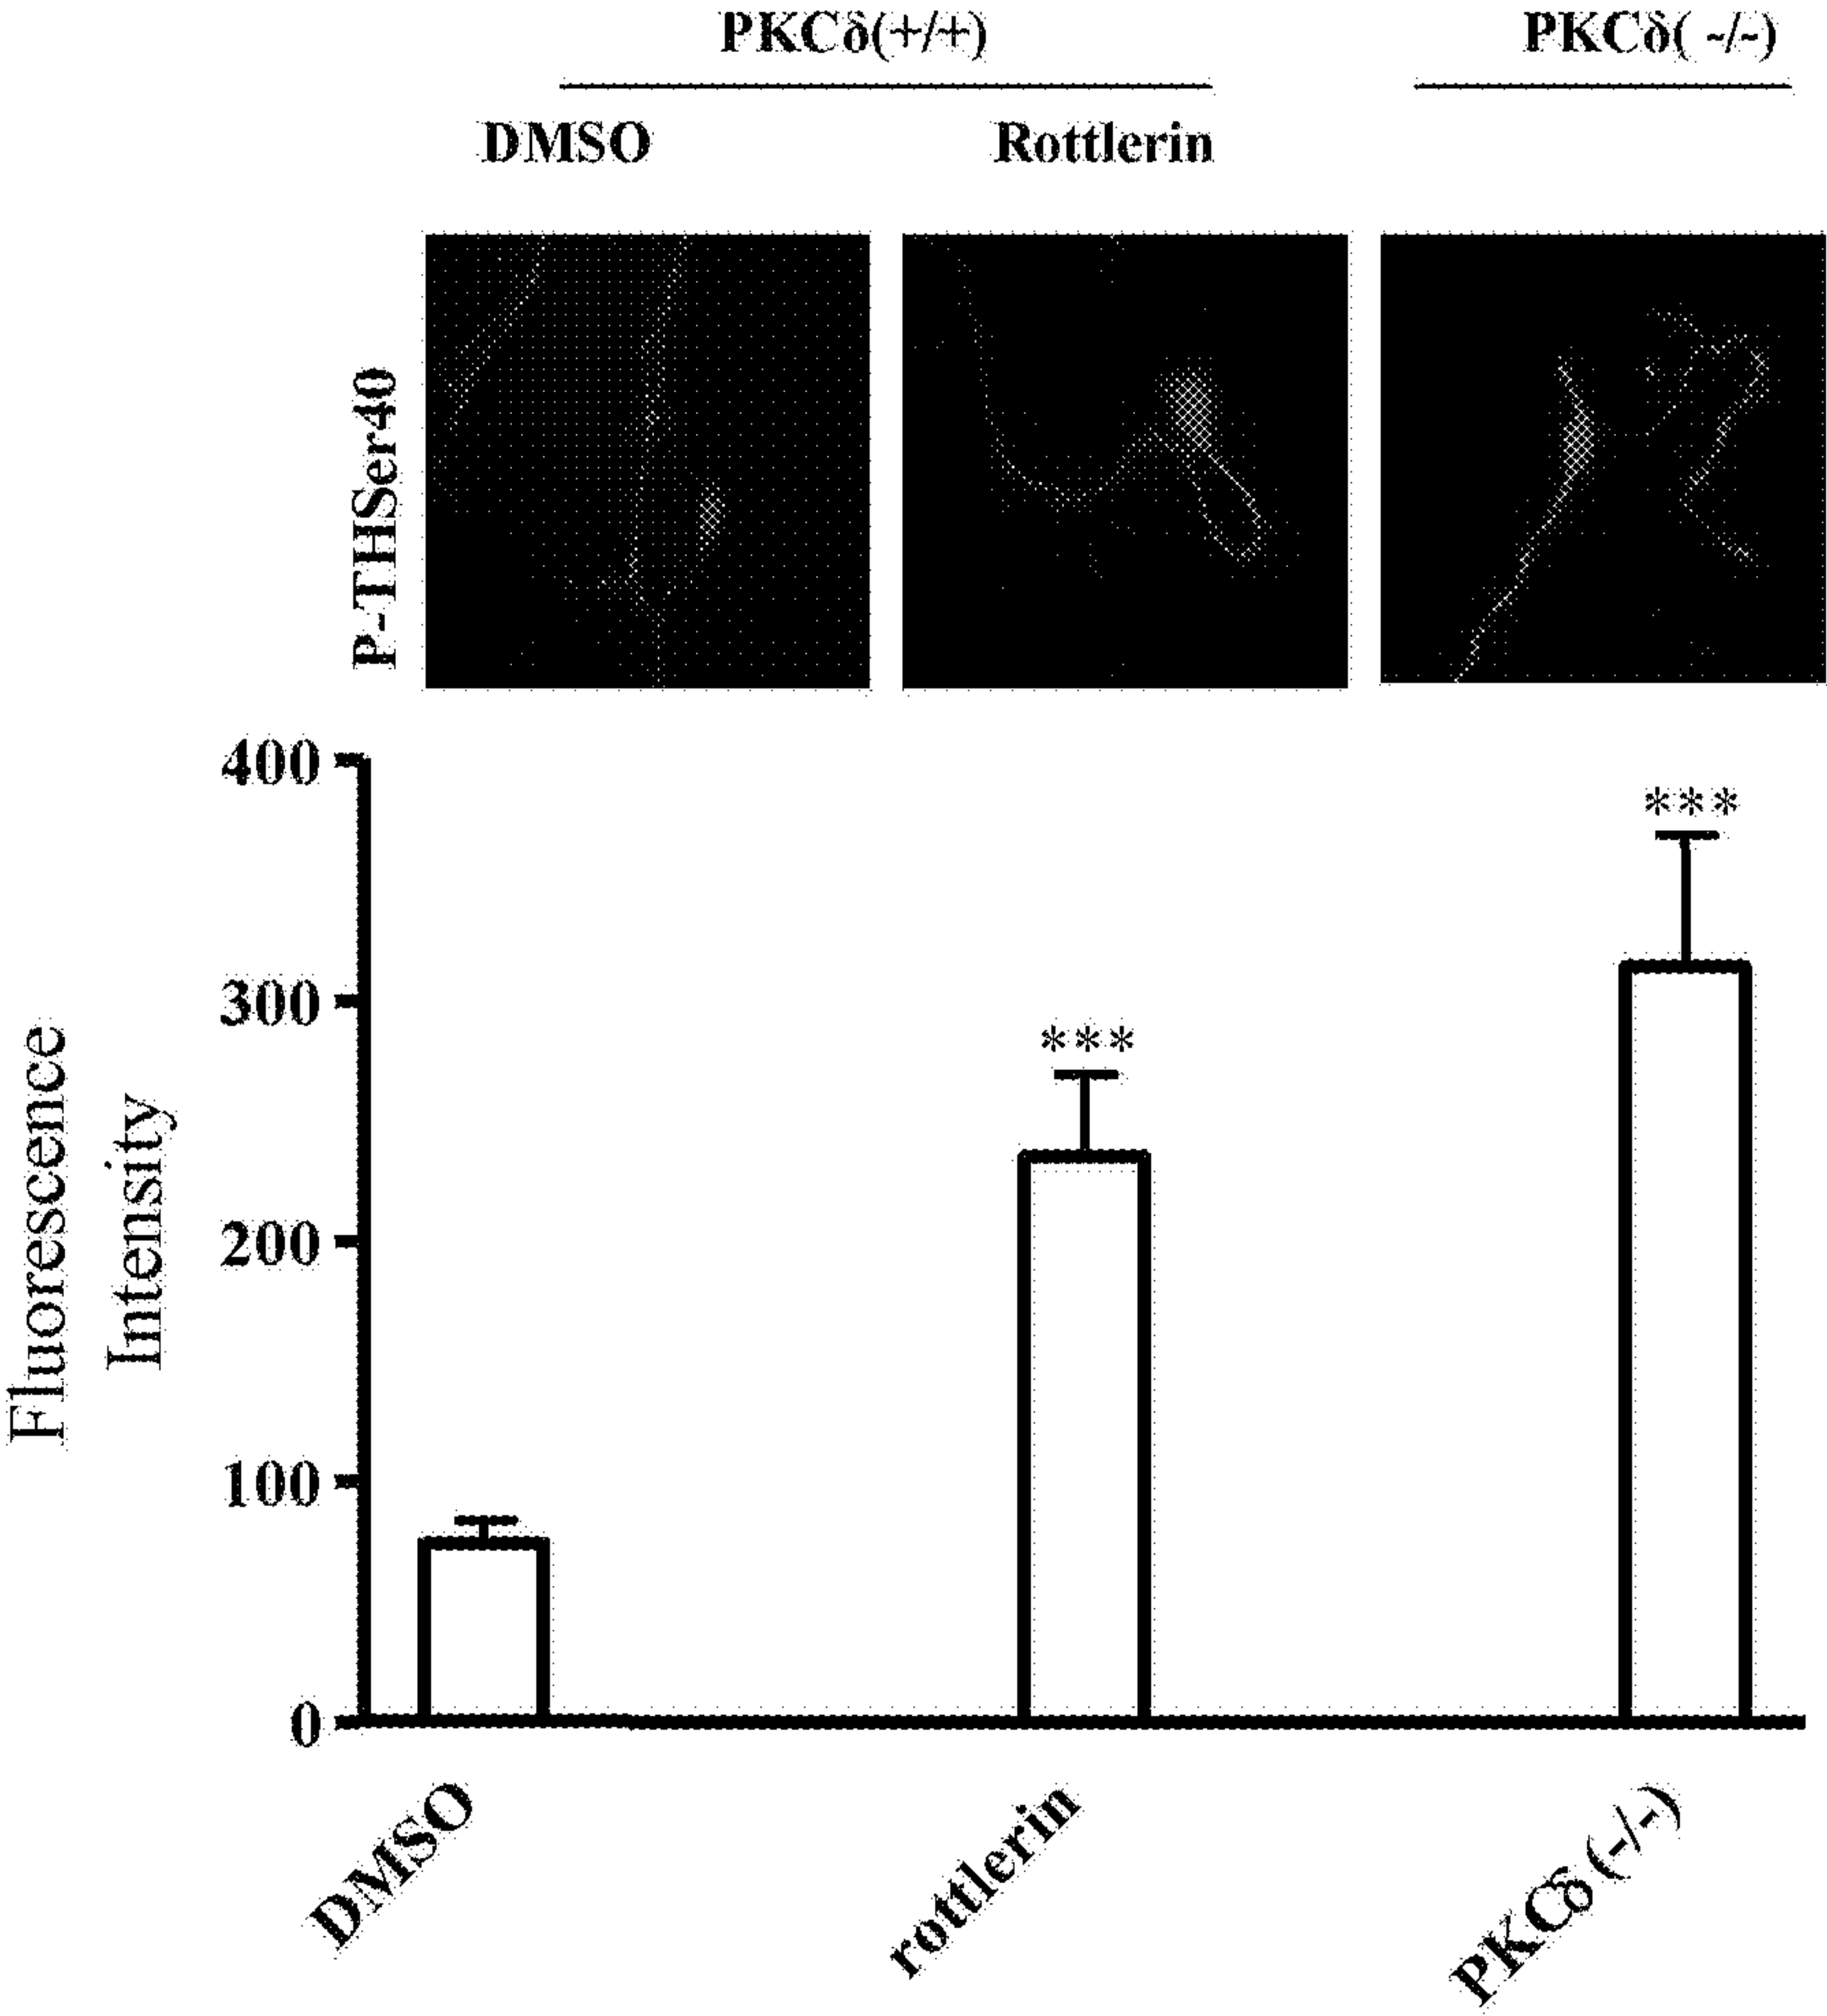 PKCδ(+/+) PKCδ( -/-)
DMSO Rottlerin
P-THSer40
400
***
300
***
200
100
0
Fluorescence
Intensity
DMSO rottlerin PKCδ (-/-)